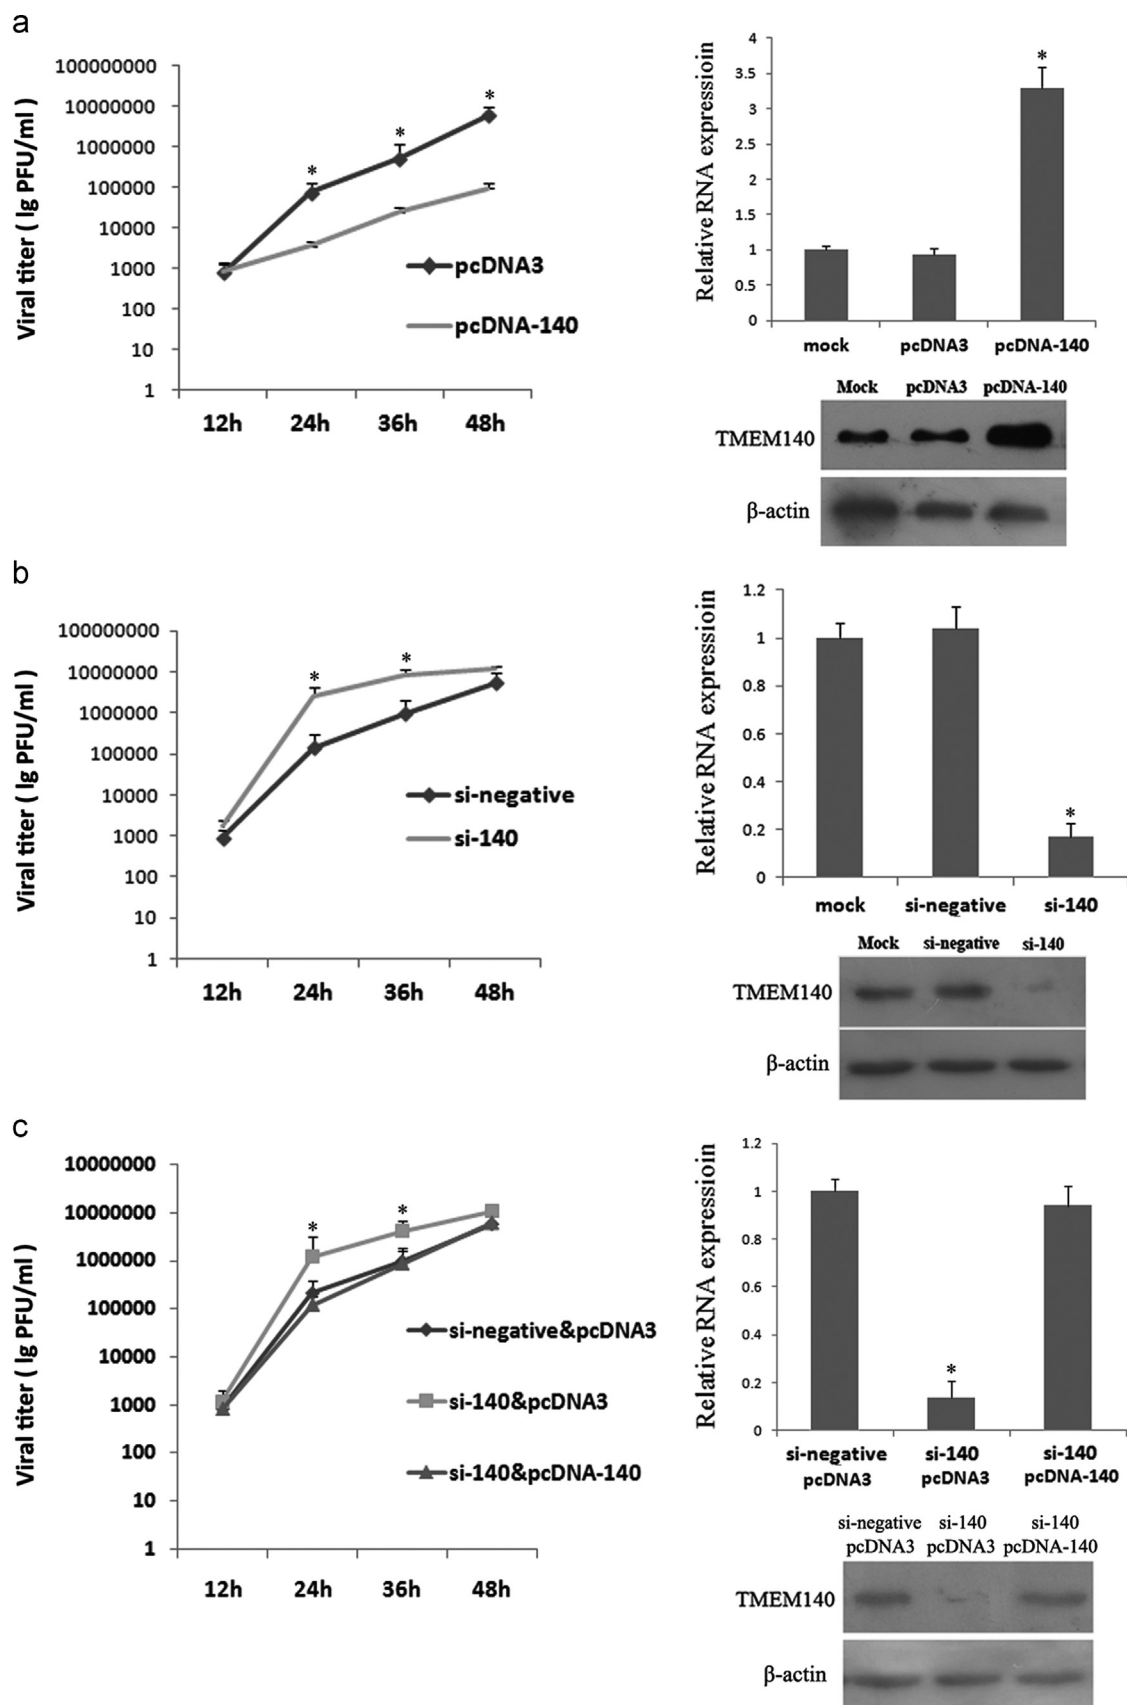 a
Viral titer ( lg PFU/ml )
100000000
10000000
1000000
100000
10000
1000
100
10
1
* * *
pcDNA3
pcDNA-140
12h 24h 36h 48h
Relative RNA expressioin
4
3.5
3
2.5
2
1.5
1
0.5
0
*
mock pcDNA3 pcDNA-140
Mock pcDNA3 pcDNA-140
TMEM140
β-actin
b
Viral titer ( lg PFU/ml )
100000000
10000000
1000000
100000
10000
1000
100
10
1
* *
si-negative
si-140
12h 24h 36h 48h
Relative RNA expressioin
1.2
1
0.8
0.6
0.4
0.2
0
*
mock si-negative si-140
Mock si-negative si-140
TMEM140
β-actin
c
Viral titer ( lg PFU/ml )
10000000
10000000
1000000
100000
10000
1000
100
10
1
* *
si-negative&pcDNA3
si-140&pcDNA3
si-140&pcDNA-140
12h 24h 36h 48h
Relative RNA expressioin
1.2
1
0.8
0.6
0.4
0.2
0
*
si-negative si-140 si-140
pcDNA3 pcDNA3 pcDNA-140
si-negative si-140 si-140
pcDNA3 pcDNA3 pcDNA-140
TMEM140
β-actin